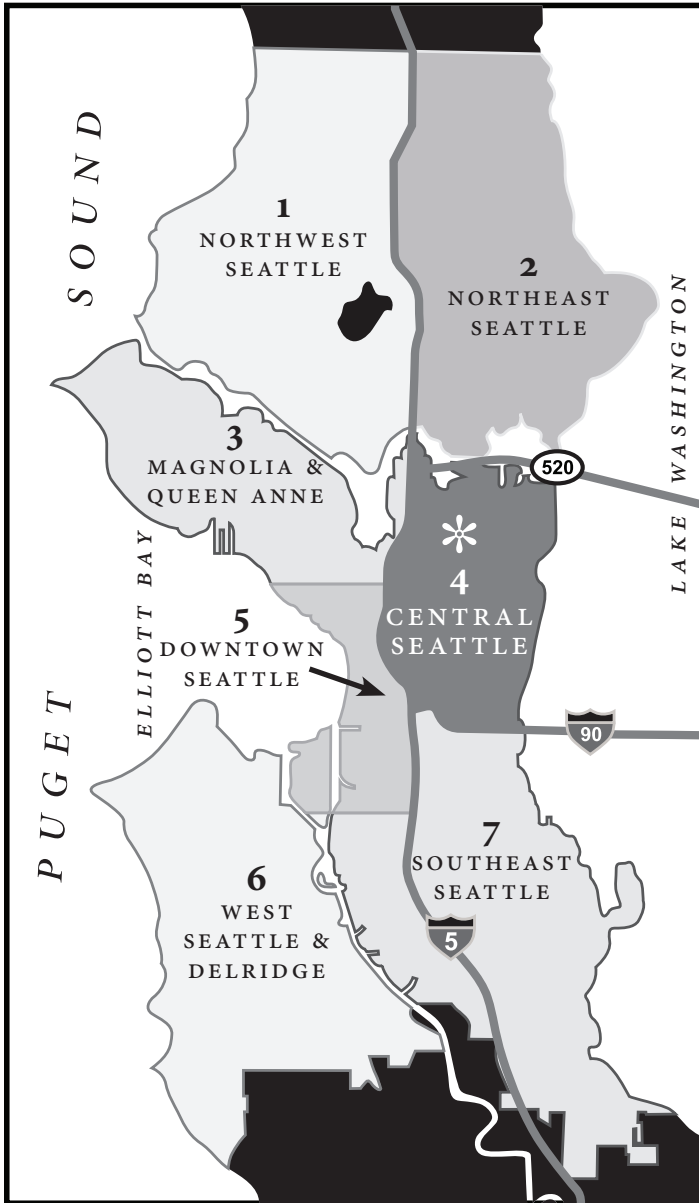 SOUND
1
NORTHWEST
SEATTLE
2
NORTHEAST
SEATTLE
LAKE WASHINGTON
3
MAGNOLIA &
QUEEN ANNE
520
4
CENTRAL
SEATTLE
ELLIOTT BAY
5
DOWNTOWN
SEATTLE
PUGET
90
7
SOUTHEAST
SEATTLE
6
WEST
SEATTLE &
DELRIDGE
5